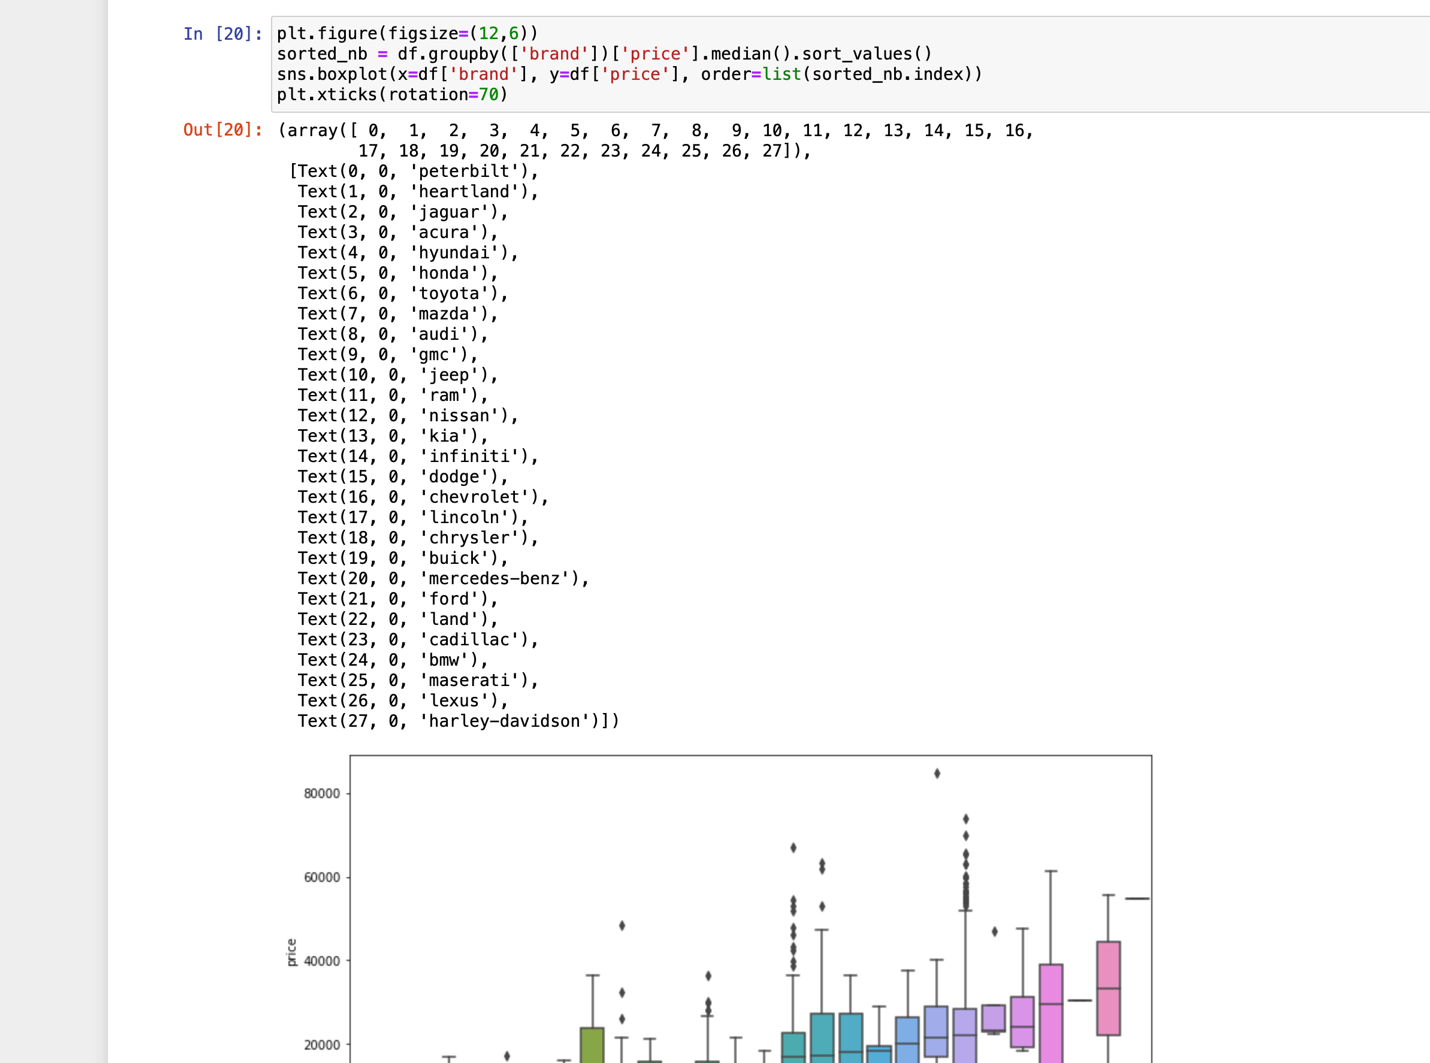 In [20]: plt.figure(figsize=(12,6))
sorted_nb = df.groupby(['brand'])['price'].median().sort_values()
sns.boxplot(x=df['brand'], y=df['price'], order=list(sorted_nb.index))
plt.xticks(rotation=70)
Out[20]: (array([ 0,  1,  2,  3,  4,  5,  6,  7,  8,  9, 10, 11, 12, 13, 14, 15, 16,
17, 18, 19, 20, 21, 22, 23, 24, 25, 26, 27]),
[Text(0, 0, 'peterbilt'),
Text(1, 0, 'heartland'),
Text(2, 0, 'jaguar'),
Text(3, 0, 'acura'),
Text(4, 0, 'hyundai'),
Text(5, 0, 'honda'),
Text(6, 0, 'toyota'),
Text(7, 0, 'mazda'),
Text(8, 0, 'audi'),
Text(9, 0, 'gmc'),
Text(10, 0, 'jeep'),
Text(11, 0, 'ram'),
Text(12, 0, 'nissan'),
Text(13, 0, 'kia'),
Text(14, 0, 'infiniti'),
Text(15, 0, 'dodge'),
Text(16, 0, 'chevrolet'),
Text(17, 0, 'lincoln'),
Text(18, 0, 'chrysler'),
Text(19, 0, 'buick'),
Text(20, 0, 'mercedes-benz'),
Text(21, 0, 'ford'),
Text(22, 0, 'land'),
Text(23, 0, 'cadillac'),
Text(24, 0, 'bmw'),
Text(25, 0, 'maserati'),
Text(26, 0, 'lexus'),
Text(27, 0, 'harley-davidson')])
80000
60000
price
40000
20000